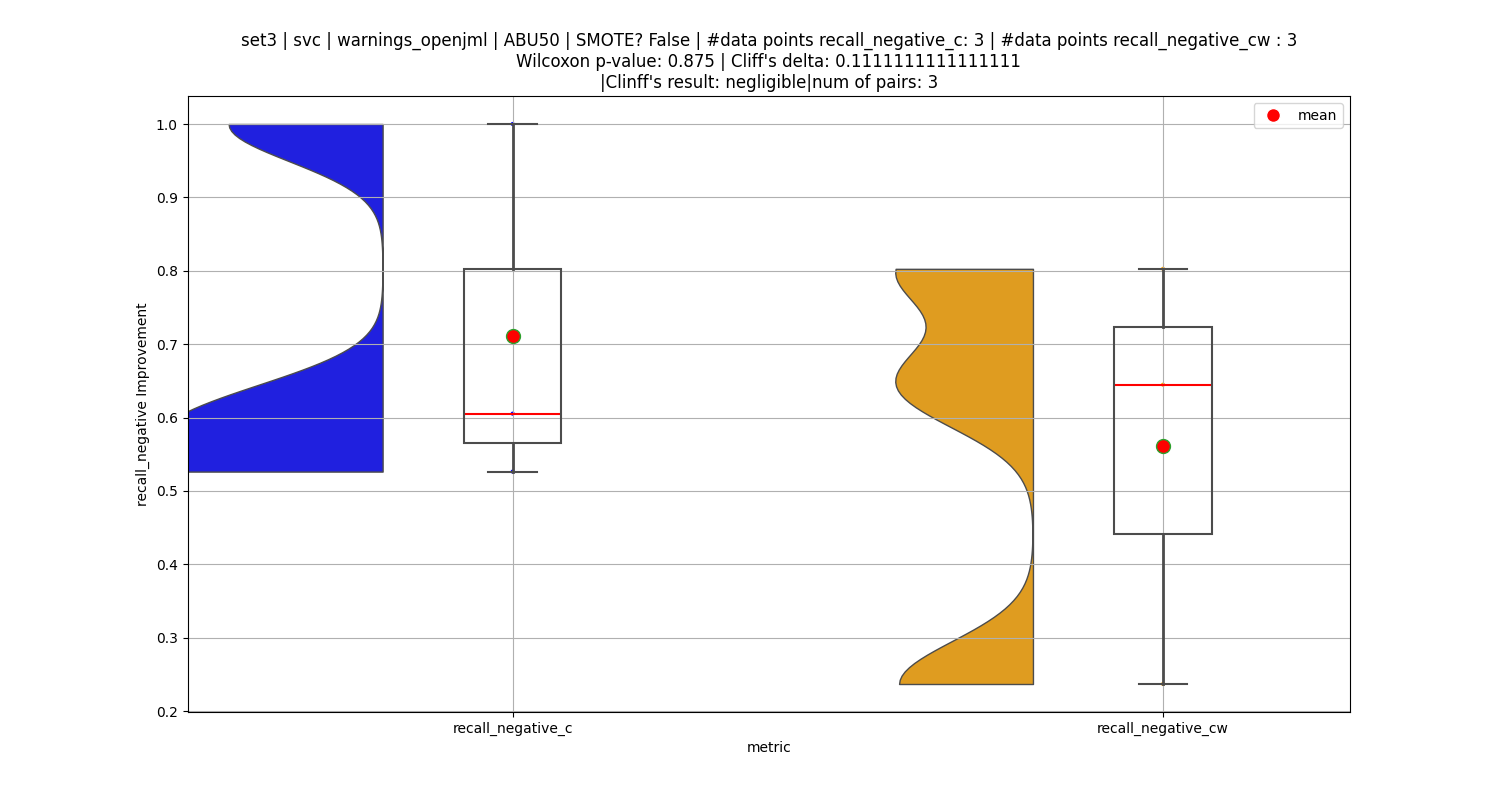 set3 | svc | warnings_openjml | ABU50 | SMOTE? False | #data points recall_negative_c: 3 | #data points recall_negative_cw : 3
Wilcoxon p-value: 0.875 | Cliff's delta: 0.1111111111111111
|Clinff's result: negligible|num of pairs: 3
mean
1.0
0.9
0.8
0.7
0.6
0.5
0.4
0.3
0.2
recall_negative Improvement
recall_negative_c
recall_negative_cw
metric